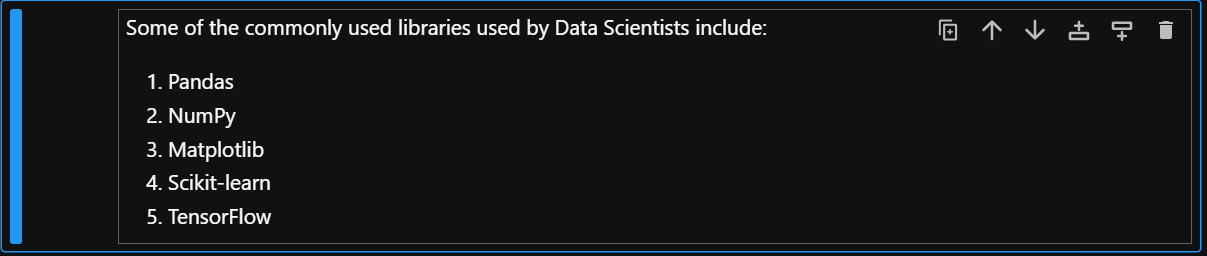 Some of the commonly used libraries used by Data Scientists include:
1. Pandas
2. NumPy
3. Matplotlib
4. Scikit-learn
5. TensorFlow